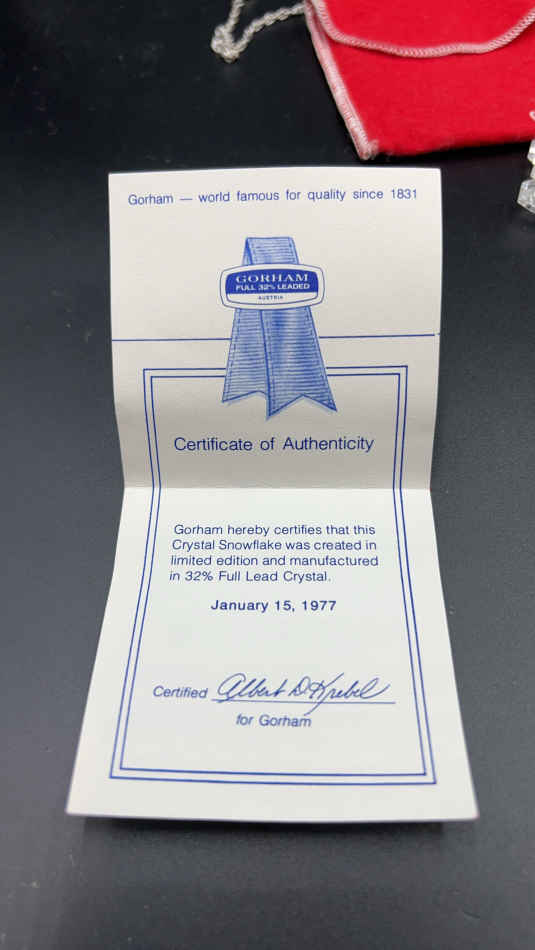 Gorham — world famous for quality since 1831
GORHAM
FULL 32% LEADED
AUSTRIA
Certificate of Authenticity
Gorham hereby certifies that this
Crystal Snowflake was created in
limited edition and manufactured
in 32% Full Lead Crystal.
January 15, 1977
Certified Albert D. Krebel
for Gorham